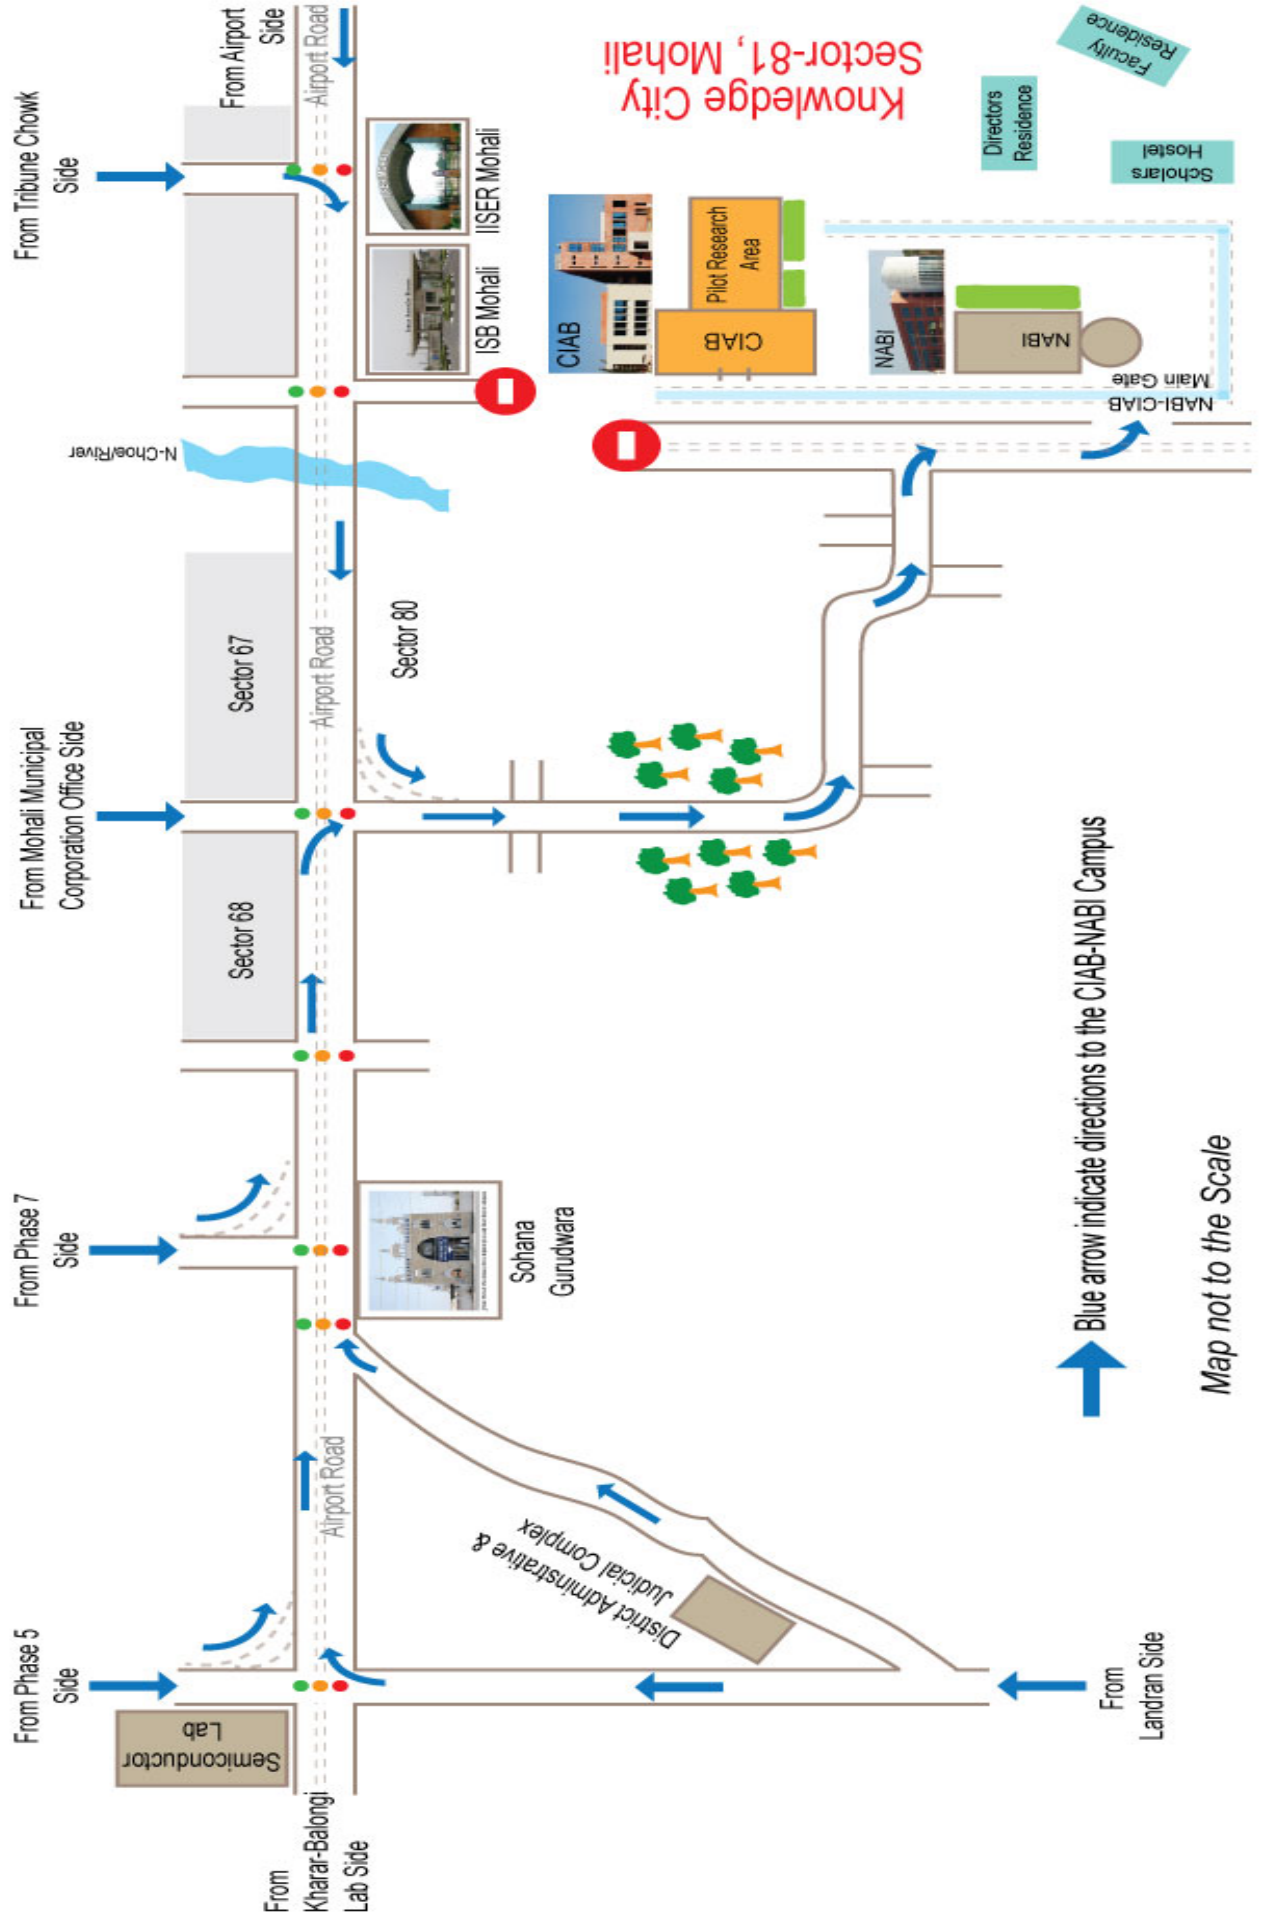 From Tribune Chowk
Side
From Airport
Side
Airport Road
IISER Mohali
ISB Mohali
Knowledge City
Sector-81, Mohali
Faculty
Residence
Directors
Residence
Scholars
Hostel
CIAB
Pilot Research
Area
CIAB
NABI
NABI
NABI-CIAB
Main Gate
N-Choe/River
From Mohali Municipal
Corporation Office Side
Sector 67
Airport Road
Sector 80
Sector 68
From Phase 7
Side
Sohana
Gurudwara
Blue arrow indicate directions to the CIAB-NABI Campus
Map not to the Scale
From Phase 5
Side
Airport Road
District Adminstrative &
Judicial Complex
Semiconductor
Lab
From
Kharar-Balongi
Lab Side
From
Landran Side